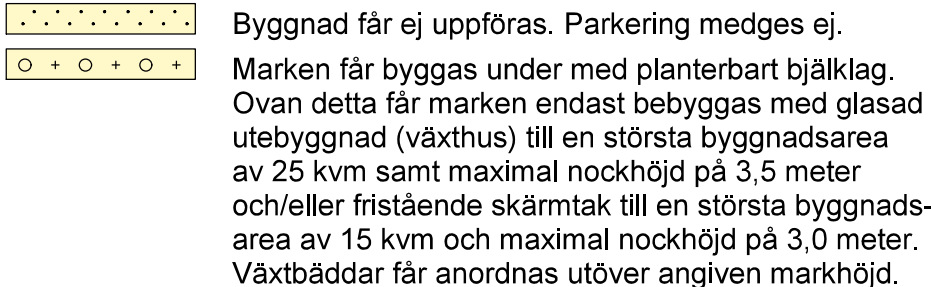 Byggnad får ej uppföras. Parkering medges ej.
Marken får byggas under med planterbart bjälklag.
Ovan detta får marken endast bebyggas med glasad
utebyggnad (växthus) till en största byggnadsarea
av 25 kvm samt maximal nockhöjd på 3,5 meter
och/eller fristående skärmtak till en största byggnads-
area av 15 kvm och maximal nockhöjd på 3,0 meter.
Växtbäddar får anordnas utöver angiven markhöjd.